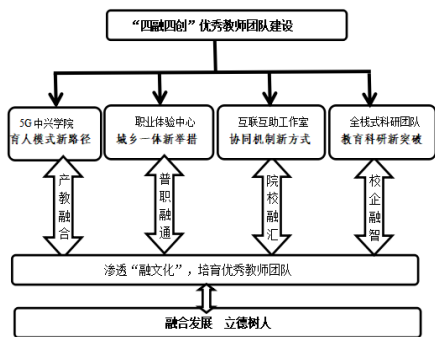 “四融四创”优秀教师团队建设
5G中兴学院
育人模式新路径
职业体验中心
城乡一体新举措
互联互助工作室
协同机制新方式
全栈式科研团队
教育科研新突破
产教融合
普职融通
院校融汇
校企融智
渗透“融文化”，培育优秀教师团队
融合发展 立德树人